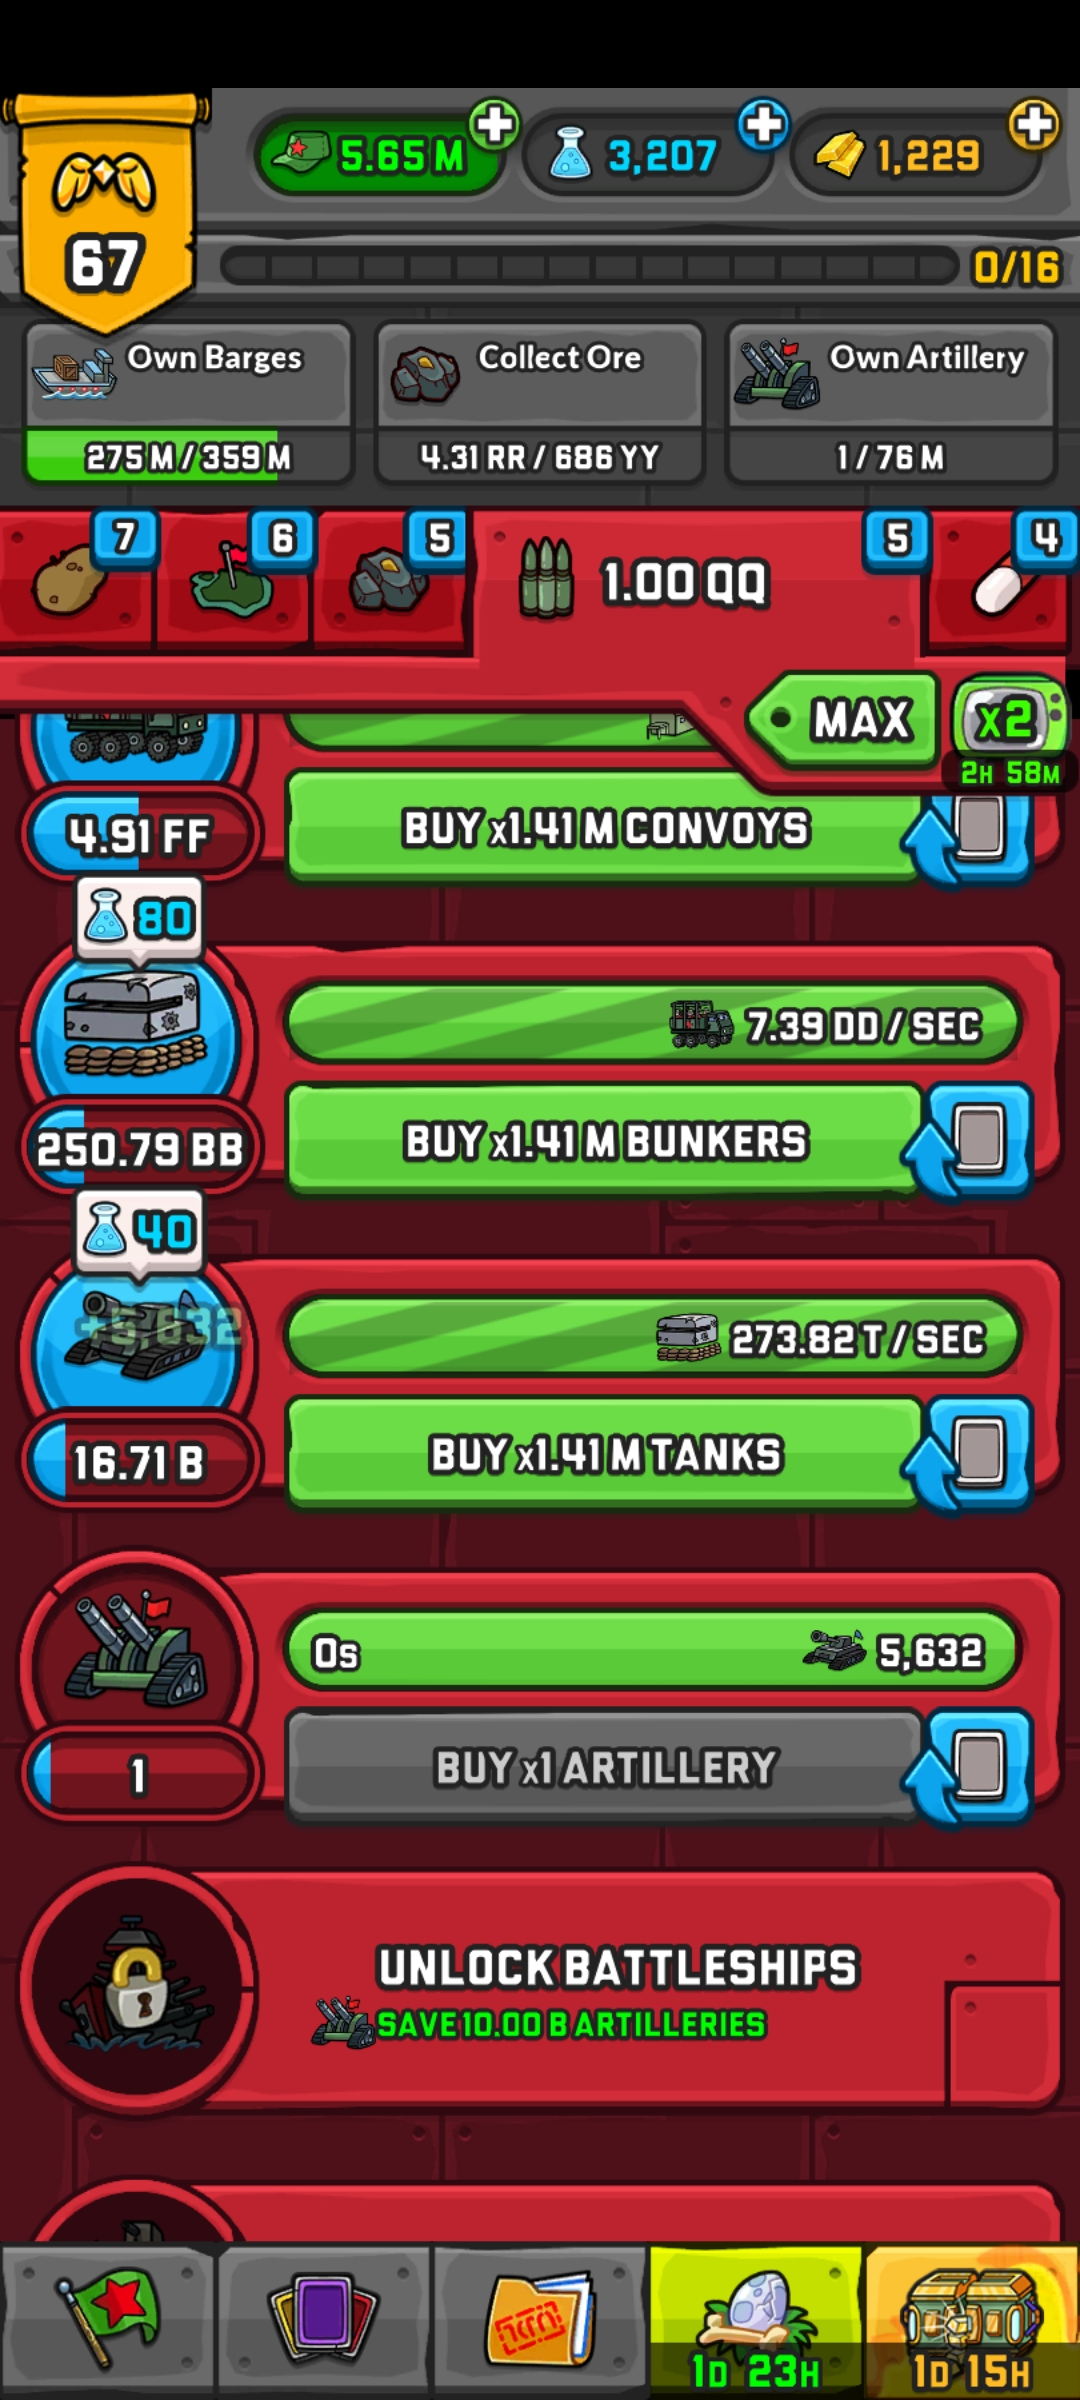 5.65 M
3,207
1,229
67
0/16
Own Barges
275 M / 359 M
Collect Ore
4.31 RR / 686 YY
Own Artillery
1 / 76 M
7
6
5
1.00 QQ
5
4
MAX
x2
2H 58M
4.91 FF
BUY x1.41 M CONVOYS
80
7.39 DD / SEC
250.79 BB
BUY x1.41 M BUNKERS
40
+5,632
273.82 T / SEC
16.71 B
BUY x1.41 M TANKS
0s
5,632
1
BUY x1 ARTILLERY
UNLOCK BATTLESHIPS
SAVE 10.00 B ARTILLERIES
1D 23H
1D 15H